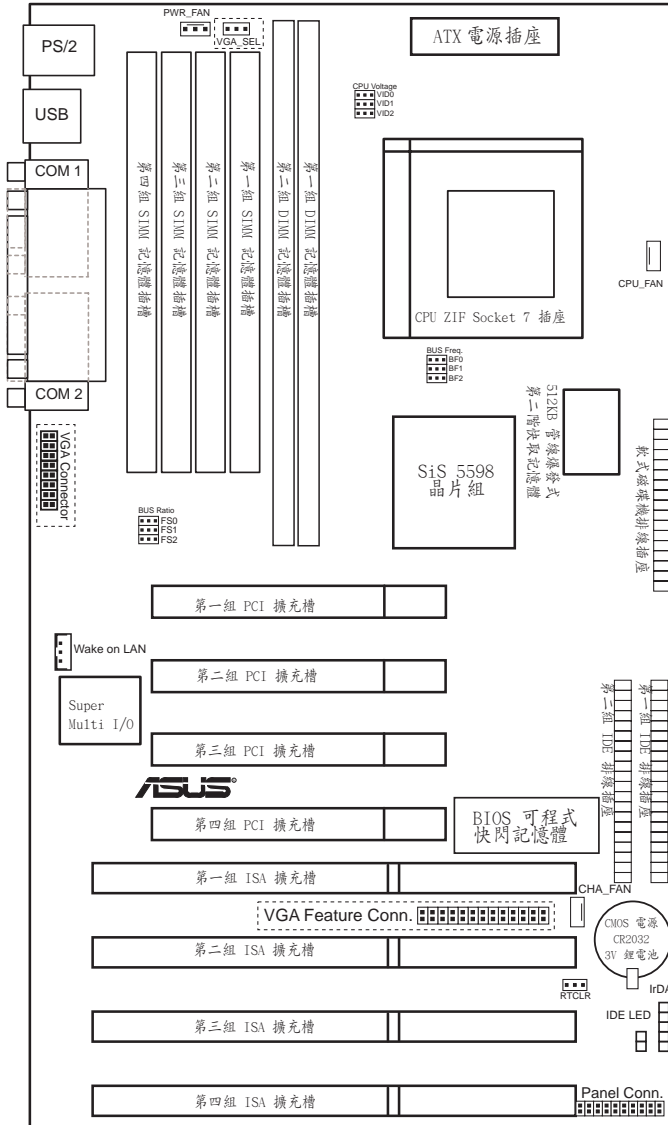 PWR_FAN
VGA_SEL
ATX 電源插座
PS/2
USB
CPU Voltage
VID0
VID1
VID2
COM 1
第四組 SIMM 記憶體插槽
第三組 SIMM 記憶體插槽
第二組 SIMM 記憶體插槽
第一組 SIMM 記憶體插槽
第二組 DIMM 記憶體插槽
第一組 DIMM 記憶體插槽
CPU_FAN
CPU ZIF Socket 7 插座
BUS Freq.
BF0
BF1
BF2
COM 2
VGA Connector
512KB 管線爆發式
第二階快取記憶體
SiS 5598
晶片組
軟式磁碟機排線插座
BUS Ratio
FS0
FS1
FS2
第一組 PCI 擴充槽
Wake on LAN
第二組 PCI 擴充槽
Super
Multi I/O
第二組 IDE 排線插座
第一組 IDE 排線插座
第三組 PCI 擴充槽
ASUS
第四組 PCI 擴充槽
BIOS 可程式
快閃記憶體
第一組 ISA 擴充槽
CHA_FAN
VGA Feature Conn.
CMOS 電源
CR2032
3V 鋰電池
第二組 ISA 擴充槽
RTCLR
IrDA
IDE LED
第三組 ISA 擴充槽
Panel Conn.
第四組 ISA 擴充槽